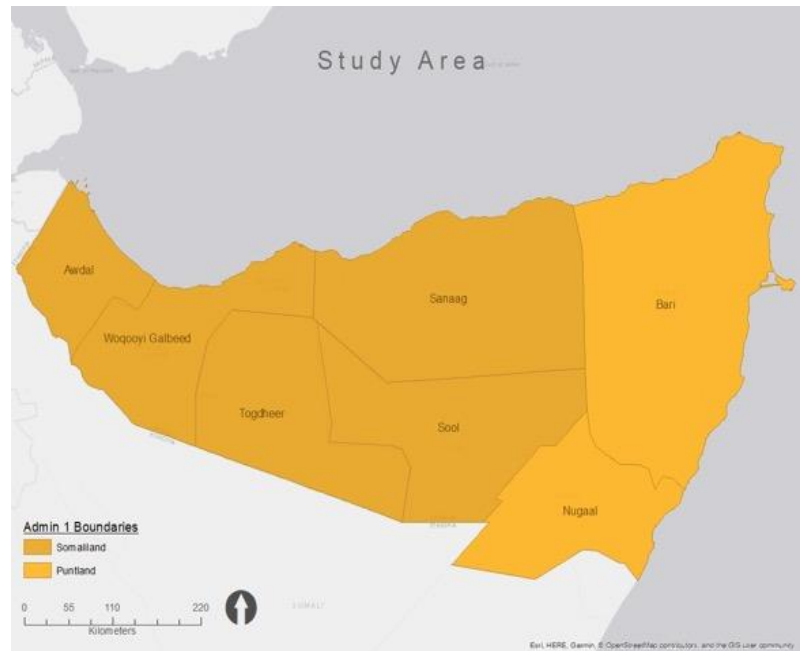 Study Area
Awdal
Woqooyi Galbeed
Togdheer
Sanaag
Sool
Bari
Nugaal
Admin 1 Boundaries
Somaliland
Puntland
0 55 110 220
Kilometers
SOMALI
Esri, HERE, Garmin, © OpenStreetMap contributors, and the GIS user community